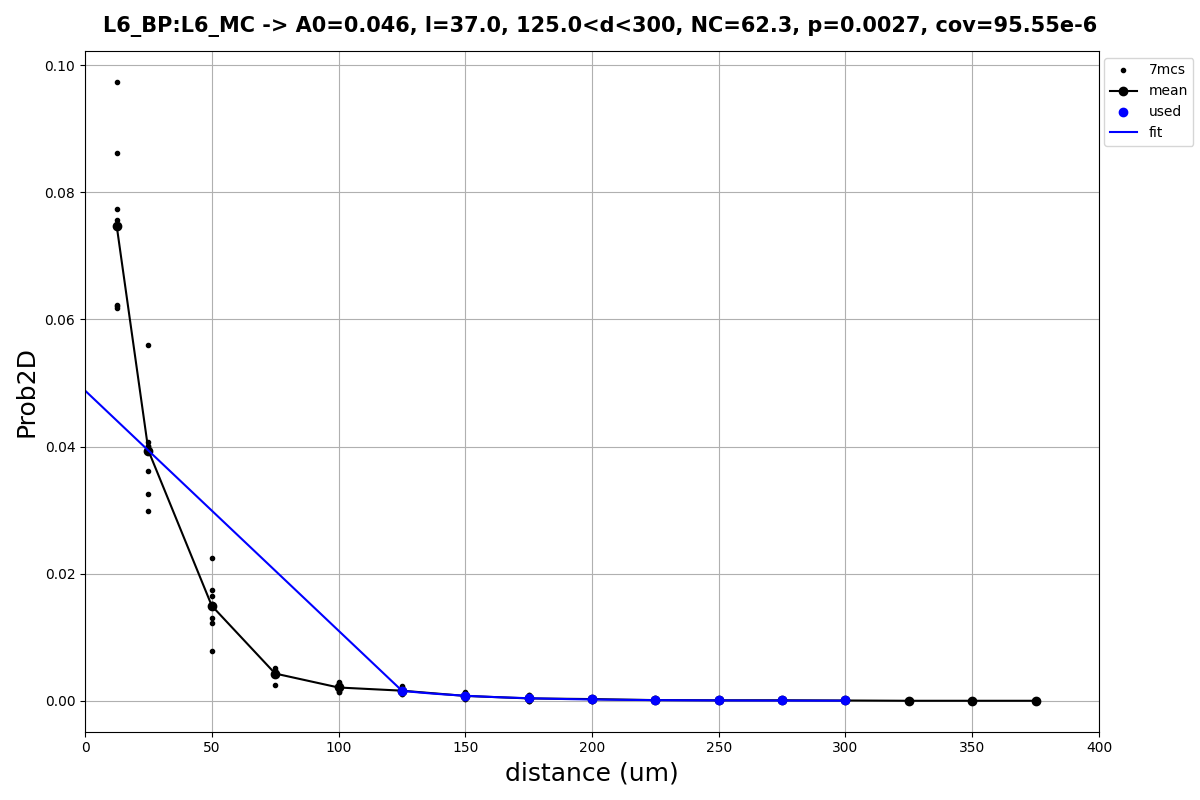 L6_BP:L6_MC -> A0=0.046, l=37.0, 125.0<d<300, NC=62.3, p=0.0027, cov=95.55e-6
7mcs
mean
used
fit
Prob2D
0.10
0.08
0.06
0.04
0.02
0.00
0 50 100 150 200 250 300 350 400
distance (um)